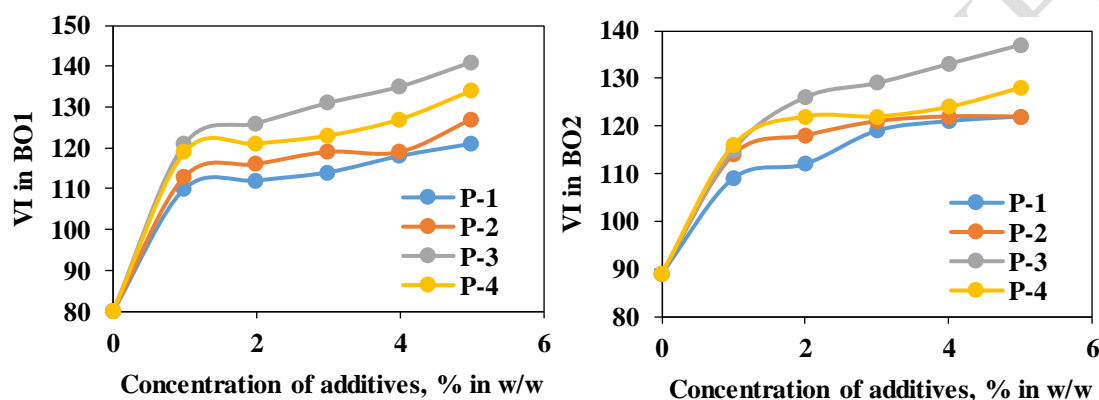 VI in BO1
150
140
130
120
110
100
90
80
0
2
4
6
P-1
P-2
P-3
P-4
Concentration of additives, % in w/w
VI in BO2
140
130
120
110
100
90
80
0
2
4
6
P-1
P-2
P-3
P-4
Concentration of additives, % in w/w